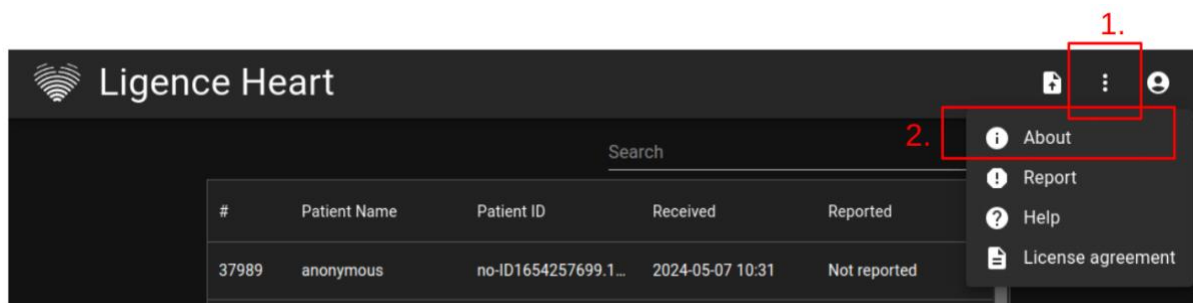 1.
Ligence Heart
2.
About
Search
Report
Help
License agreement
# Patient Name Patient ID Received Reported
37989 anonymous no-ID1654257699.1... 2024-05-07 10:31 Not reported